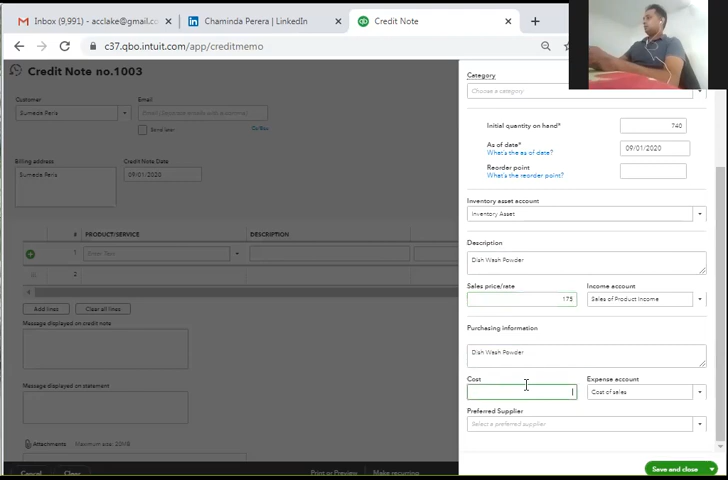 Inbox (9,991) - acclake@gmail.co
Chaminda Perera | LinkedIn
Credit Note
c37.qbo.intuit.com/app/creditmemo
Credit Note no.1003
Customer
Email
Sumeda Peris
Send later
Cc/Bcc
Billing address
Credit Note Date
Sumeda Peris
09/01/2020
# PRODUCT/SERVICE DESCRIPTION
1 Enter Text
2
Add lines
Clear all lines
Message displayed on credit note
Message displayed on statement
Attachments Maximum size: 20MB
Cancel
Clear
Print or Preview
Make recurring
Category
Choose a category
Initial quantity on hand* 740
As of date* 09/01/2020
What's the as of date?
Reorder point
What's the reorder point?
Inventory asset account
Inventory Asset
Description
Dish Wash Powder
Sales price/rate
Income account
175
Sales of Product Income
Purchasing information
Dish Wash Powder
Cost
Expense account
Cost of sales
Preferred Supplier
Select a preferred supplier
Save and close